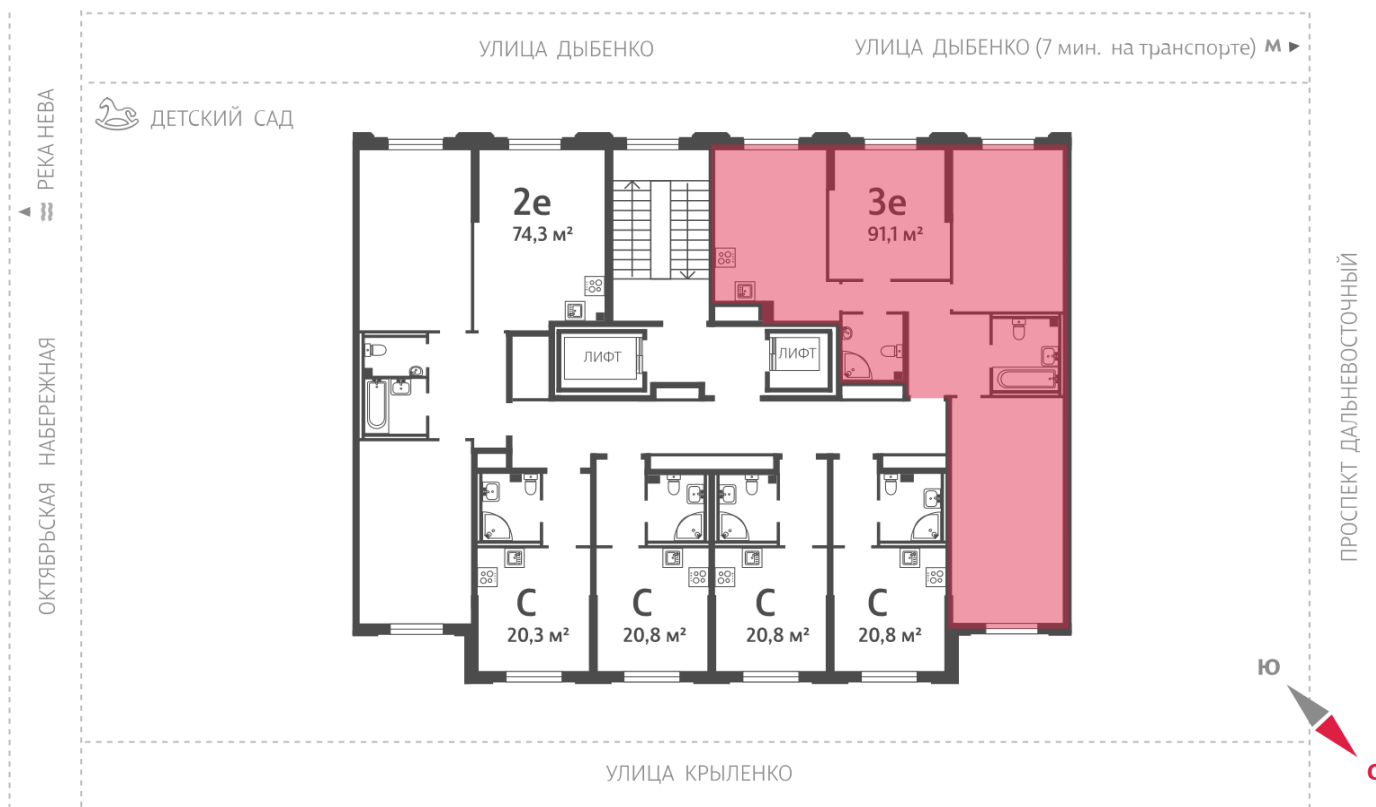 УЛИЦА ДЫБЕНКО
УЛИЦА ДЫБЕНКО (7 мин. на транспорте) М
ДЕТСКИЙ САД
РЕКА НЕВА
ОКТЯБРЬСКАЯ НАБЕРЕЖНАЯ
2е
74,3 м²
3е
91,1 м²
ЛИФТ
ЛИФТ
ПРОСПЕКТ ДАЛЬНЕВОСТОЧНЫЙ
С
20,3 м²
С
20,8 м²
С
20,8 м²
С
20,8 м²
Ю
С
УЛИЦА КРЫЛЕНКО